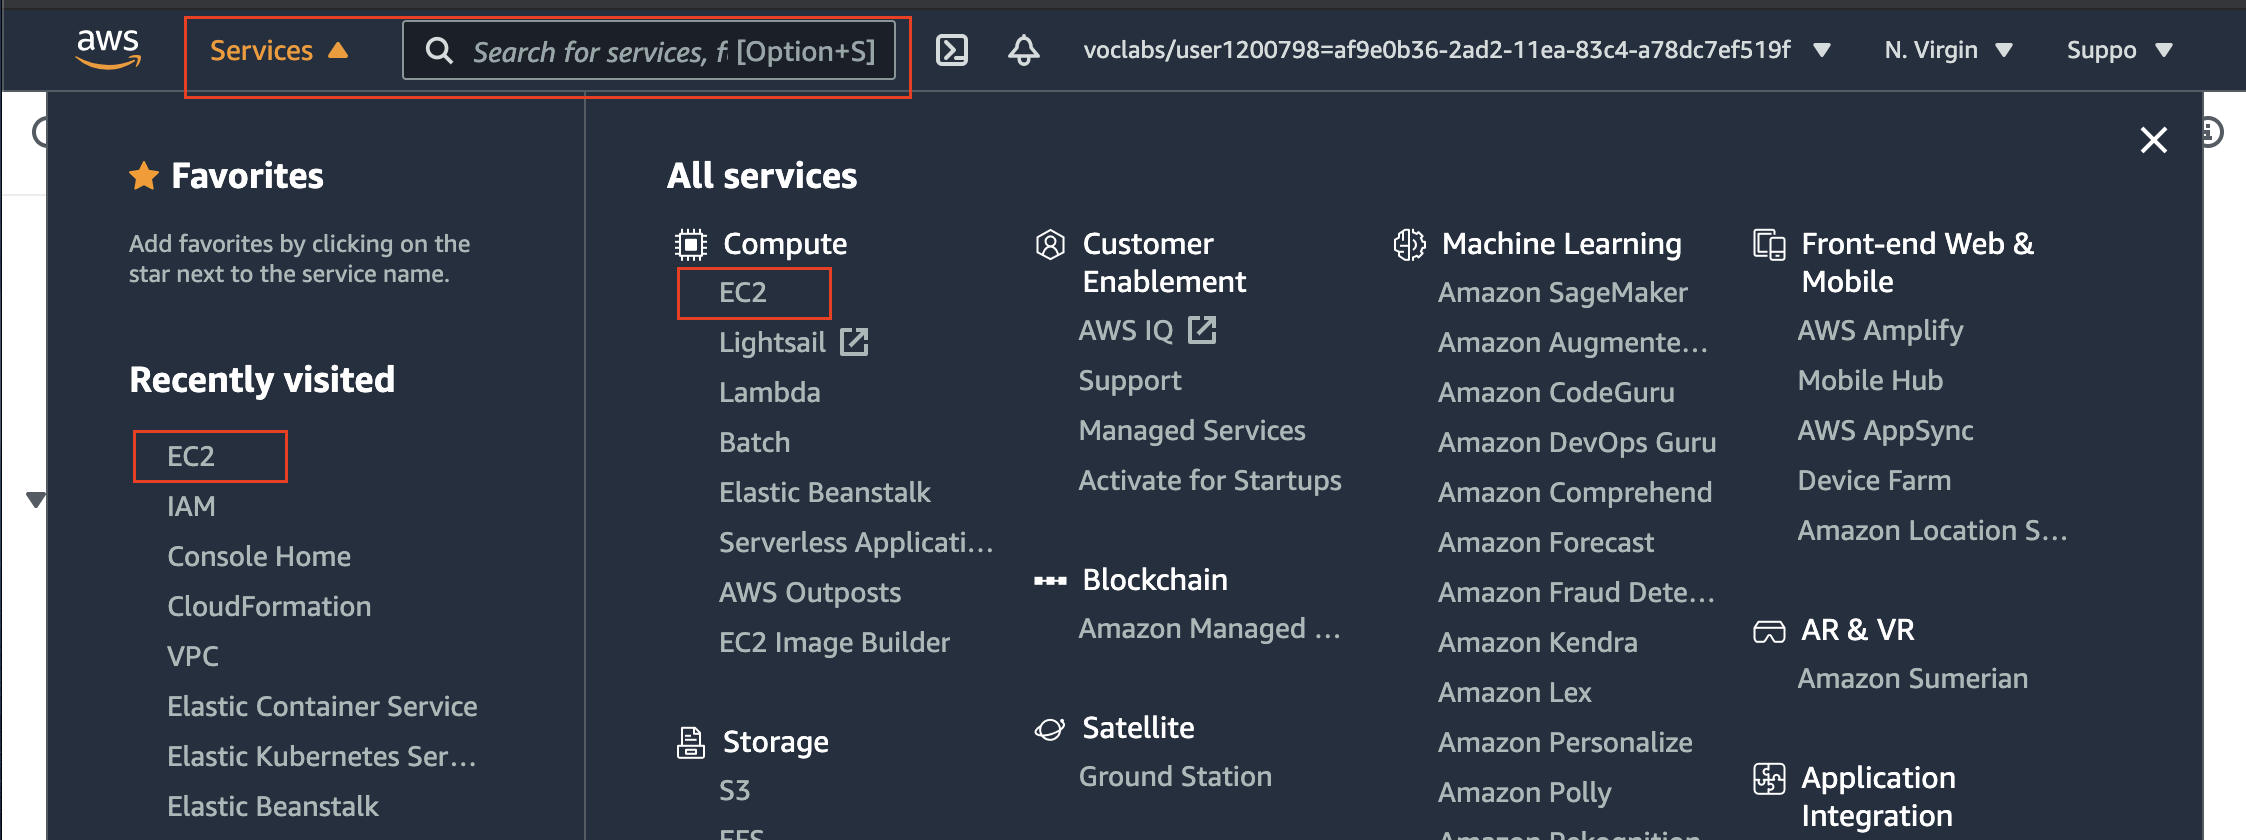 aws
Services
Search for services, f [Option+S]
voclabs/user1200798=af9e0b36-2ad2-11ea-83c4-a78dc7ef519f
N. Virgin
Suppo
Favorites
Add favorites by clicking on the
star next to the service name.
Recently visited
EC2
IAM
Console Home
CloudFormation
VPC
Elastic Container Service
Elastic Kubernetes Ser...
Elastic Beanstalk
All services
Compute
EC2
Lightsail
Lambda
Batch
Elastic Beanstalk
Serverless Applicati...
AWS Outposts
EC2 Image Builder
Storage
S3
EFS
Customer
Enablement
AWS IQ
Support
Managed Services
Activate for Startups
Blockchain
Amazon Managed ...
Satellite
Ground Station
Machine Learning
Amazon SageMaker
Amazon Augmente...
Amazon CodeGuru
Amazon DevOps Guru
Amazon Comprehend
Amazon Forecast
Amazon Fraud Dete...
Amazon Kendra
Amazon Lex
Amazon Personalize
Amazon Polly
Amazon Rekognition
Front-end Web &
Mobile
AWS Amplify
Mobile Hub
AWS AppSync
Device Farm
Amazon Location S...
AR & VR
Amazon Sumerian
Application
Integration